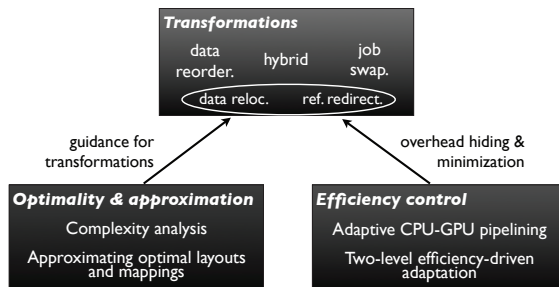 Transformations
data
reorder.
hybrid
job
swap.
data reloc.
ref. redirect.
guidance for
transformations
overhead hiding &
minimization
Optimality & approximation
Complexity analysis
Approximating optimal layouts
and mappings
Efficiency control
Adaptive CPU-GPU pipelining
Two-level efficiency-driven
adaptation